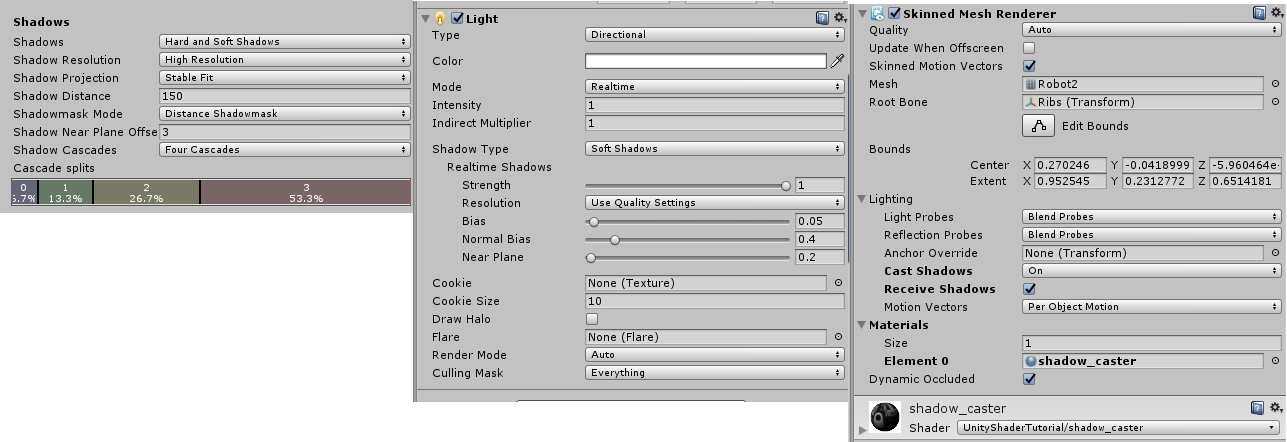 Shadows
Shadows Hard and Soft Shadows
Shadow Resolution High Resolution
Shadow Projection Stable Fit
Shadow Distance 150
Shadowmask Mode Distance Shadowmask
Shadow Near Plane Offse 3
Shadow Cascades Four Cascades
Cascade splits
0 1 2 3
5.7% 13.3% 26.7% 53.3%
Light
Type Directional
Color
Mode Realtime
Intensity 1
Indirect Multiplier 1
Shadow Type Soft Shadows
Realtime Shadows
Strength 1
Resolution Use Quality Settings
Bias 0.05
Normal Bias 0.4
Near Plane 0.2
Cookie None (Texture)
Cookie Size 10
Draw Halo
Flare None (Flare)
Render Mode Auto
Culling Mask Everything
Skinned Mesh Renderer
Quality Auto
Update When Offscreen
Skinned Motion Vectors
Mesh Robot2
Root Bone Ribs (Transform)
Edit Bounds
Bounds
Center X 0.270246 Y -0.0418999 Z -5.960464e-
Extent X 0.952545 Y 0.2312772 Z 0.6514181
Lighting
Light Probes Blend Probes
Reflection Probes Blend Probes
Anchor Override None (Transform)
Cast Shadows On
Receive Shadows
Motion Vectors Per Object Motion
Materials
Size 1
Element 0 shadow_caster
Dynamic Occluded
shadow_caster
Shader UnityShaderTutorial/shadow_caster